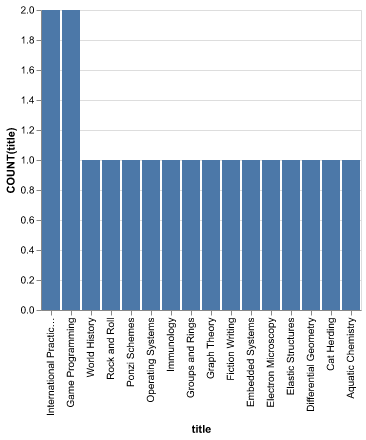 2.0
1.8
1.6
1.4
1.2
1.0
0.8
0.6
0.4
0.2
0.0
COUNT(title)
International Practic…
Game Programming
World History
Rock and Roll
Ponzi Schemes
Operating Systems
Immunology
Groups and Rings
Graph Theory
Fiction Writing
Embedded Systems
Electron Microscopy
Elastic Structures
Differential Geometry
Cat Herding
Aquatic Chemistry
title